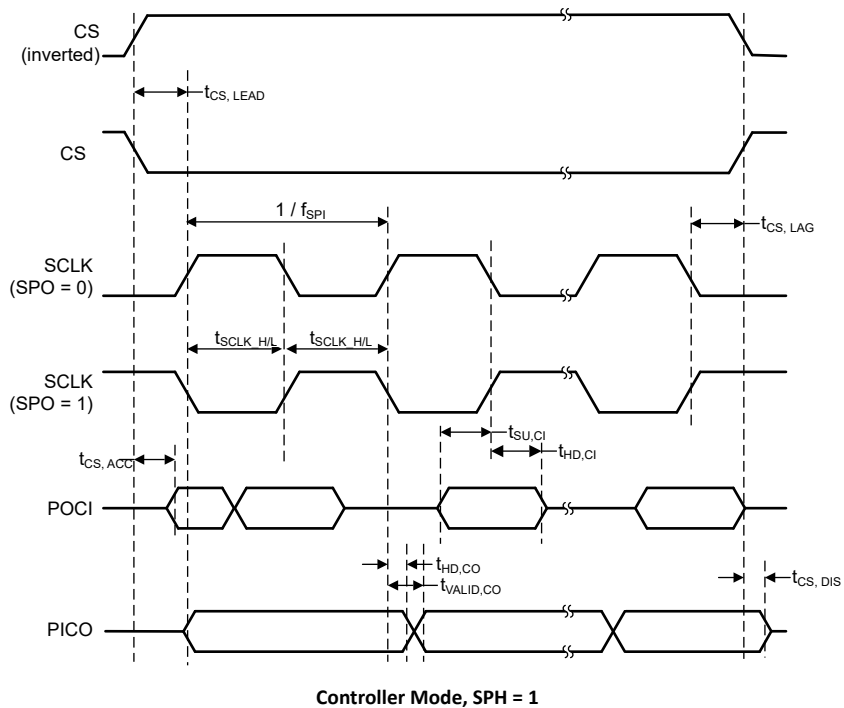 CS
(inverted)
tCS, LEAD
CS
1 / fSPI
tCS, LAG
SCLK
(SPO = 0)
tSCLK_H/L
tSCLK_H/L
SCLK
(SPO = 1)
tSU,CI
tHD,CI
tCS, ACC
POCI
tHD,CO
tVALID,CO
tCS, DIS
PICO
Controller Mode, SPH = 1